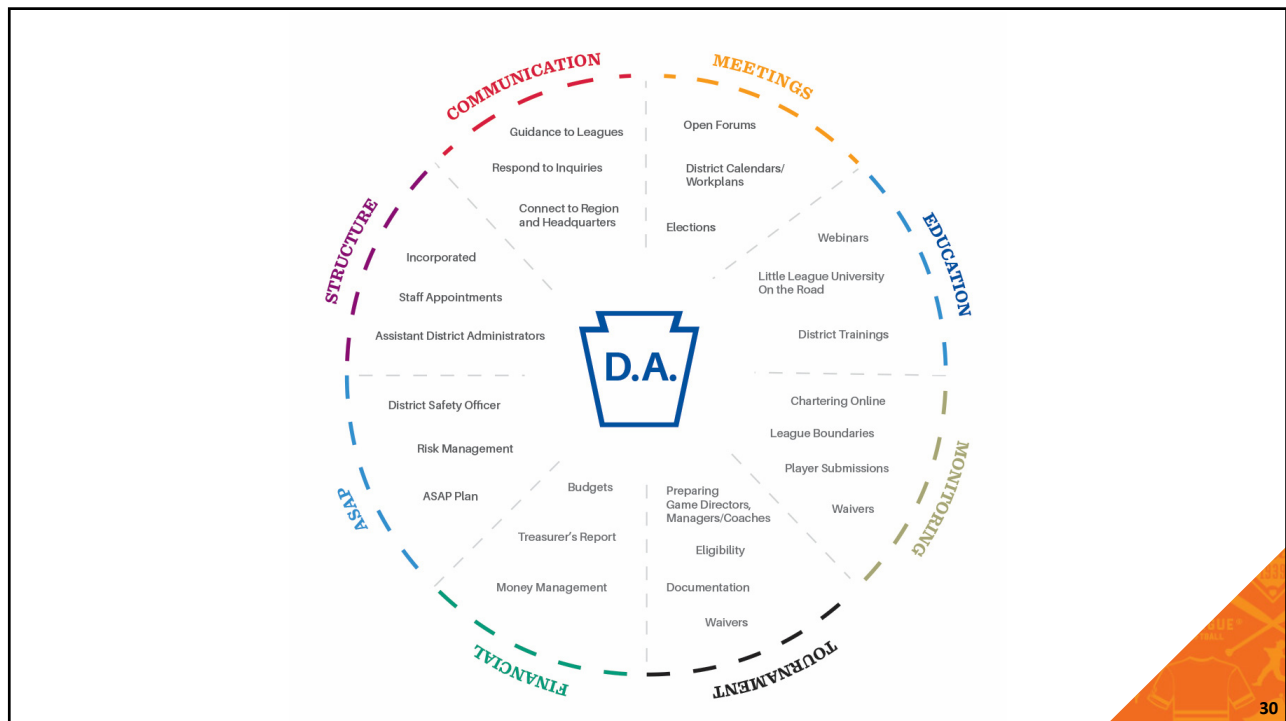 COMMUNICATION
Guidance to Leagues
Respond to Inquiries
Connect to Region
and Headquarters
MEETINGS
Open Forums
District Calendars/
Workplans
Elections
EDUCATION
Webinars
Little League University
On the Road
District Trainings
MONITORING
Chartering Online
League Boundaries
Player Submissions
Waivers
TOURNAMENT
Preparing
Game Directors,
Managers/Coaches
Eligibility
Documentation
Waivers
FINANCIAL
Budgets
Treasurer's Report
Money Management
ASAP
District Safety Officer
Risk Management
ASAP Plan
STRUCTURE
Incorporated
Staff Appointments
Assistant District Administrators
D.A.
30